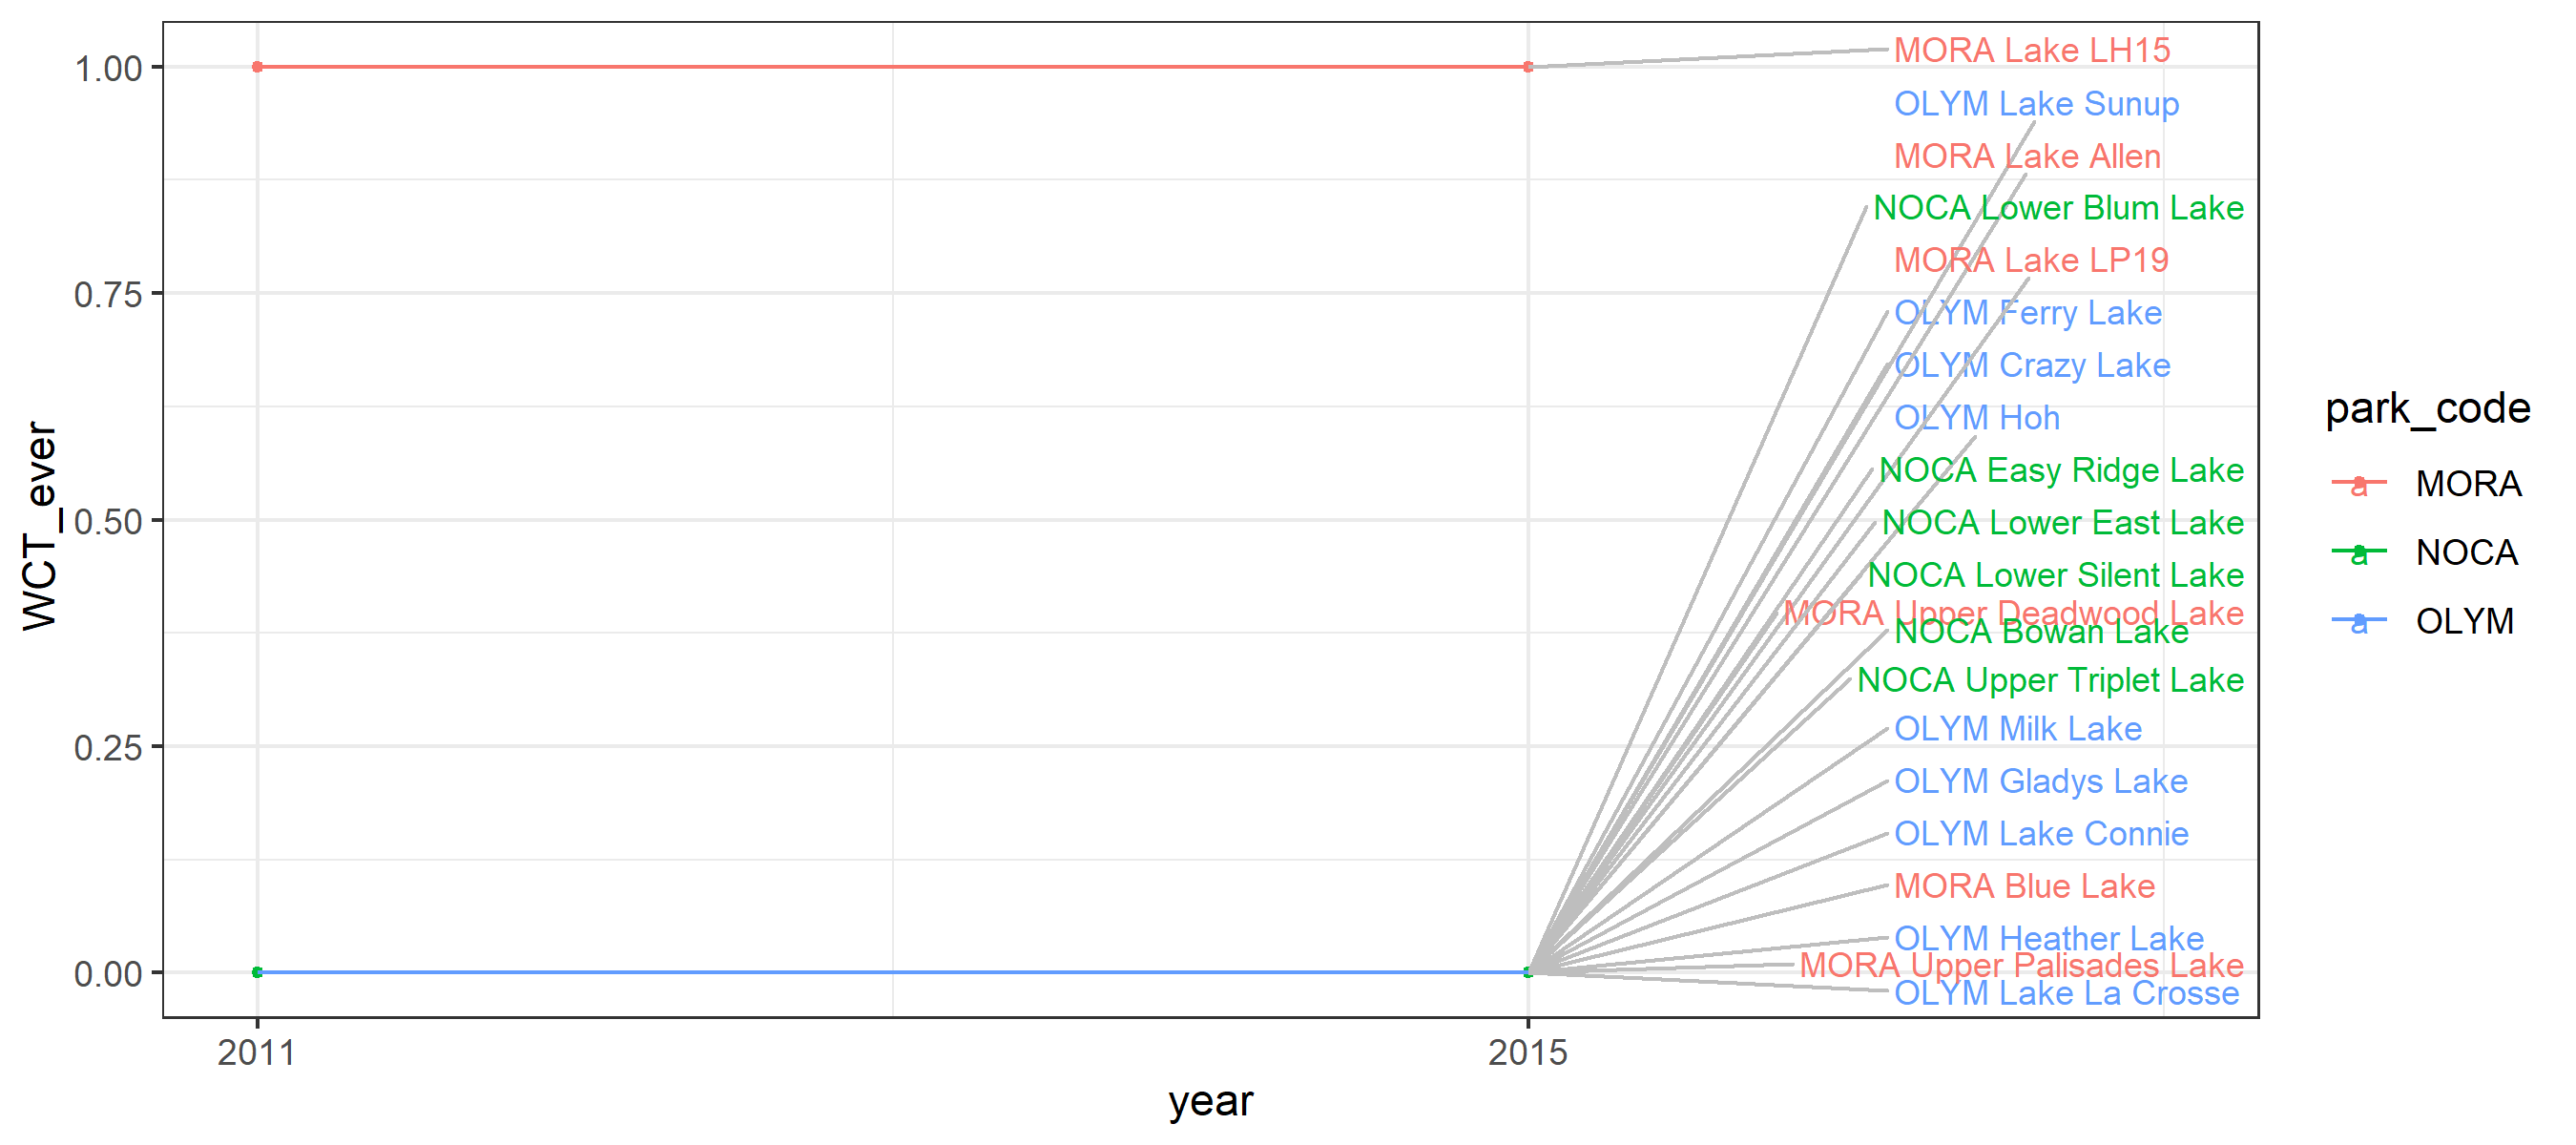 WCT_ever
1.00
0.75
0.50
0.25
0.00
MORA Lake LH15
OLYM Lake Sunup
MORA Lake Allen
NOCA Lower Blum Lake
MORA Lake LP19
OLYM Ferry Lake
OLYM Crazy Lake
OLYM Hoh
NOCA Easy Ridge Lake
NOCA Lower East Lake
NOCA Lower Silent Lake
MORA Upper Deadwood Lake
NOCA Bowan Lake
NOCA Upper Triplet Lake
OLYM Milk Lake
OLYM Gladys Lake
OLYM Lake Connie
MORA Blue Lake
OLYM Heather Lake
MORA Upper Palisades Lake
OLYM Lake La Crosse
2011
2015
year
park_code
a MORA
a NOCA
a OLYM